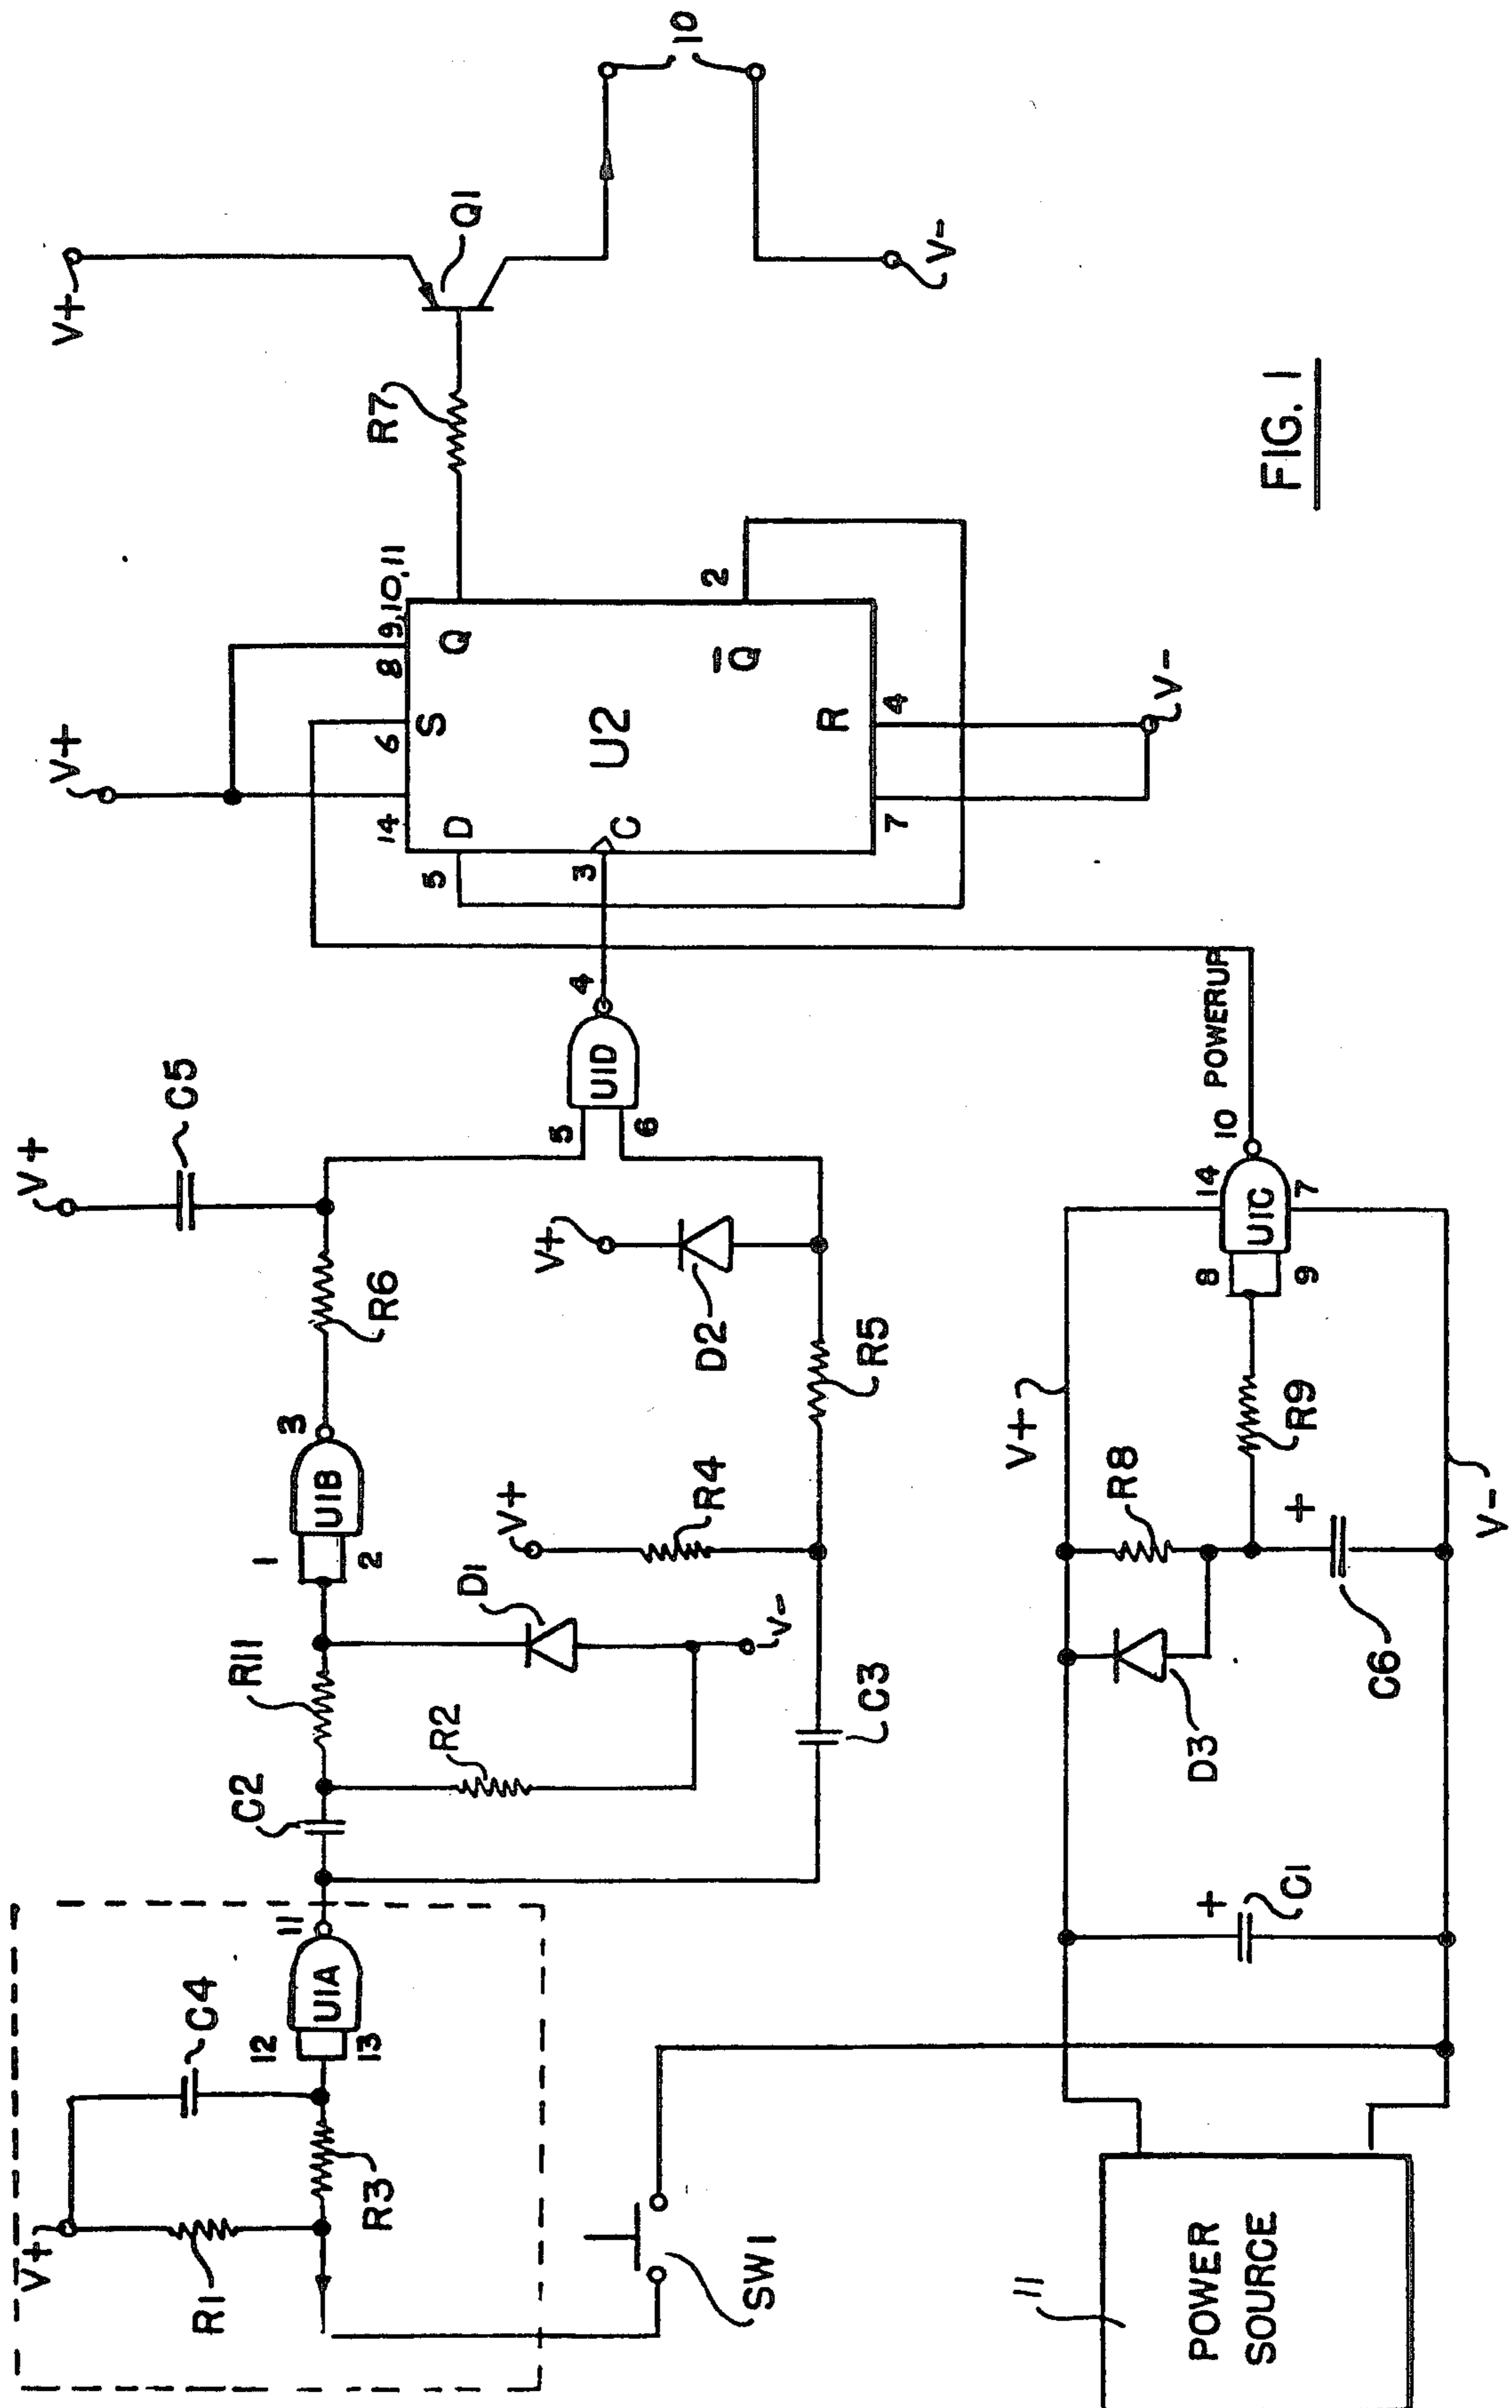 V+
C4
R1
R3
12
13
U1A
11
SW1
C2
R11
R2
D1
V-
1
2
U1B
3
R6
V+
C5
C3
V+
R4
R5
V+
D2
5
6
U1D
4
V+
14
6
8
9,10,11
D
S
Q
5
3
C
U2
Q
2
R
7
4
V-
R7
V+
Q1
10
V-
11
POWER
SOURCE
C1
+
D3
R8
V+
C6
+
R9
8
9
U1C
14
7
10
POWERUP
V-
FIG. 1